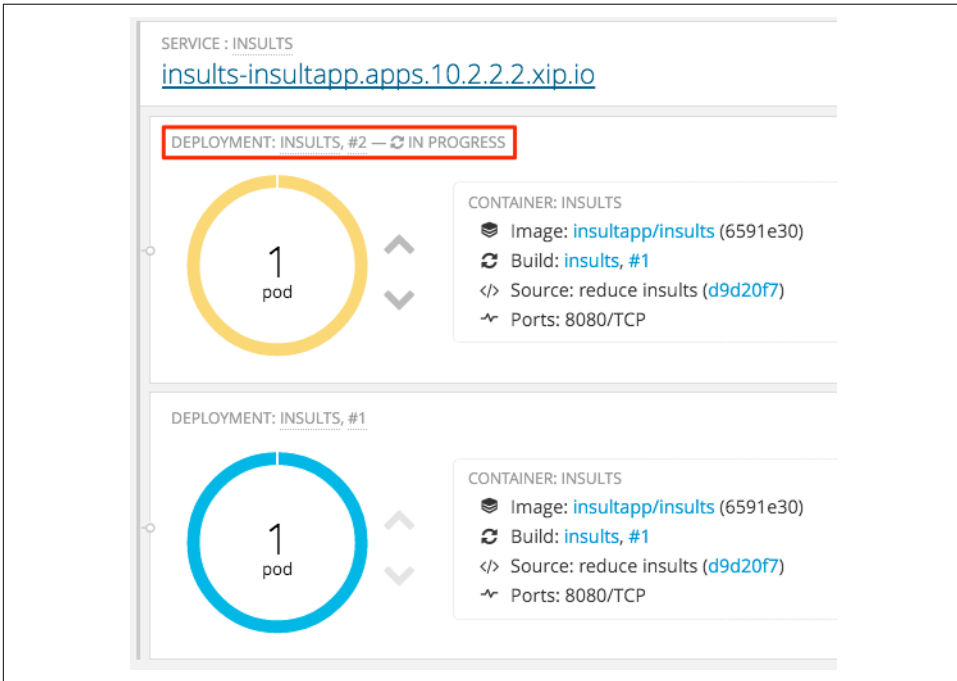 SERVICE : INSULTS
insults-insultapp.apps.10.2.2.2.xip.io
DEPLOYMENT: INSULTS, #2 — IN PROGRESS
1
pod
CONTAINER: INSULTS
Image: insultapp/insults (6591e30)
Build: insults, #1
</> Source: reduce insults (d9d20f7)
Ports: 8080/TCP
DEPLOYMENT: INSULTS, #1
1
pod
CONTAINER: INSULTS
Image: insultapp/insults (6591e30)
Build: insults, #1
</> Source: reduce insults (d9d20f7)
Ports: 8080/TCP